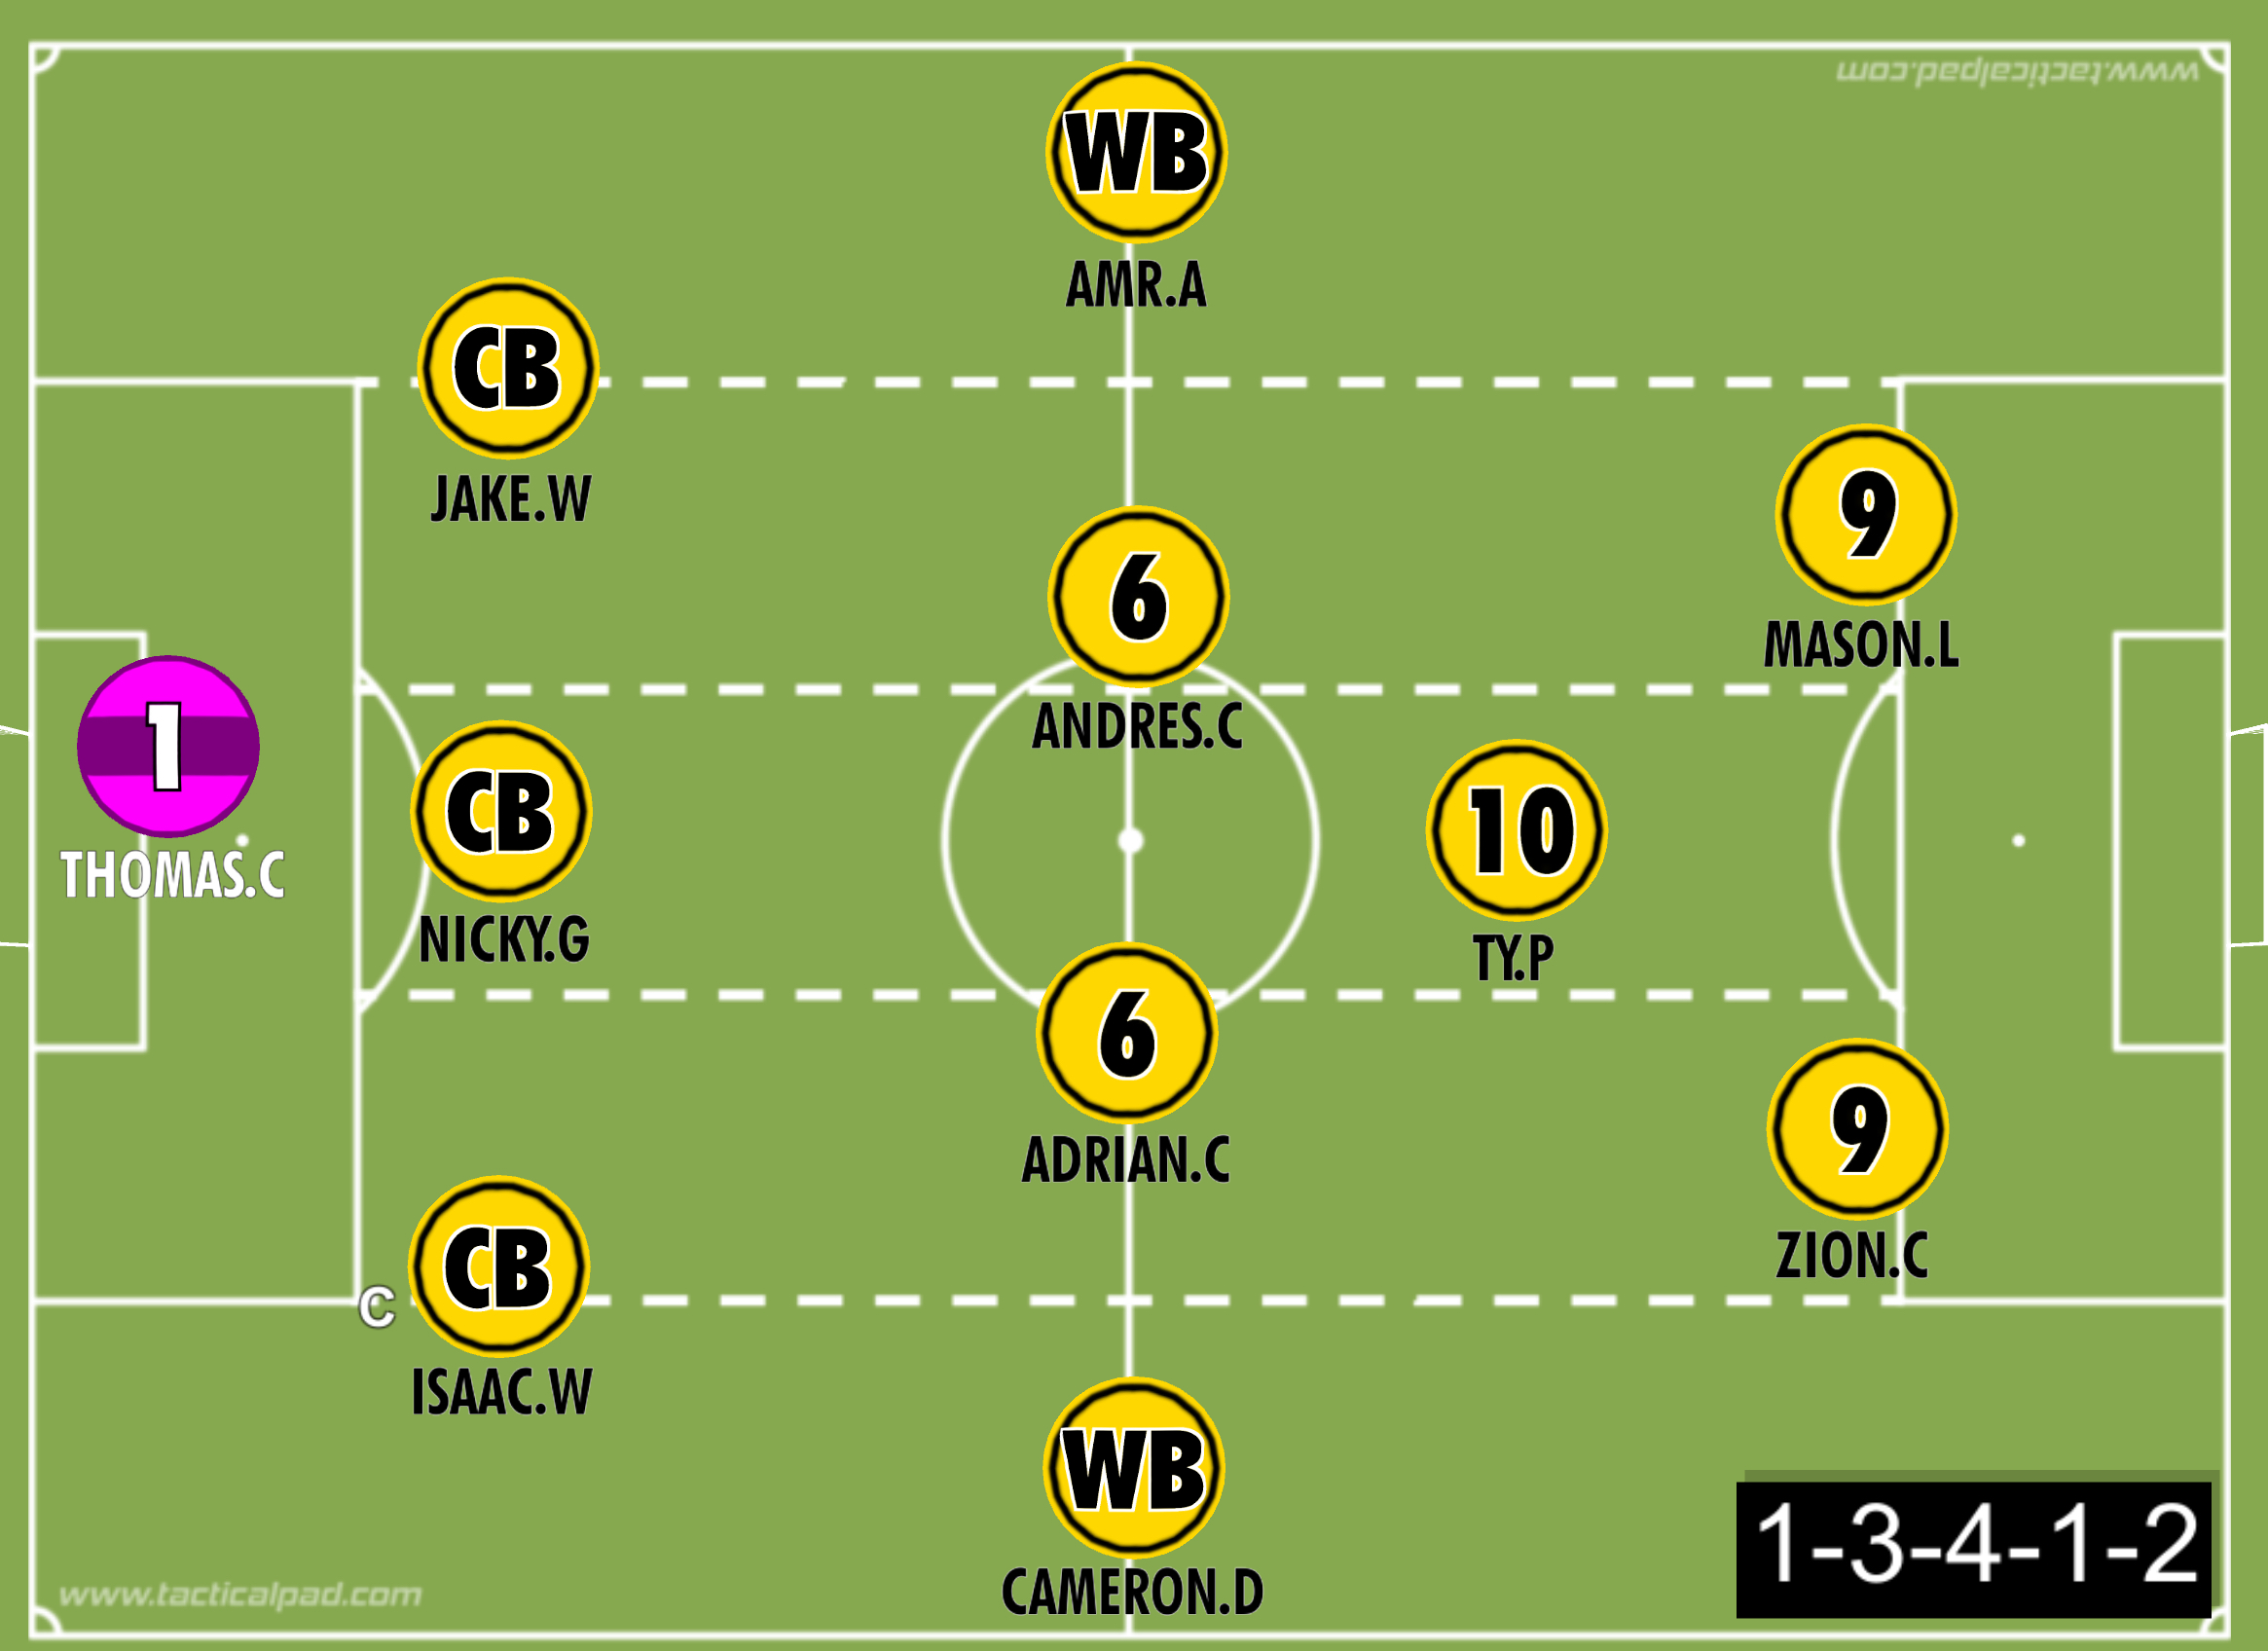 www.tacticalpad.com
WB
AMR.A
CB
JAKE.W
9
MASON.L
6
ANDRES.C
1
THOMAS.C
CB
NICKY.G
10
TY.P
6
ADRIAN.C
9
ZION.C
C
CB
ISAAC.W
WB
CAMERON.D
1-3-4-1-2
www.tacticalpad.com